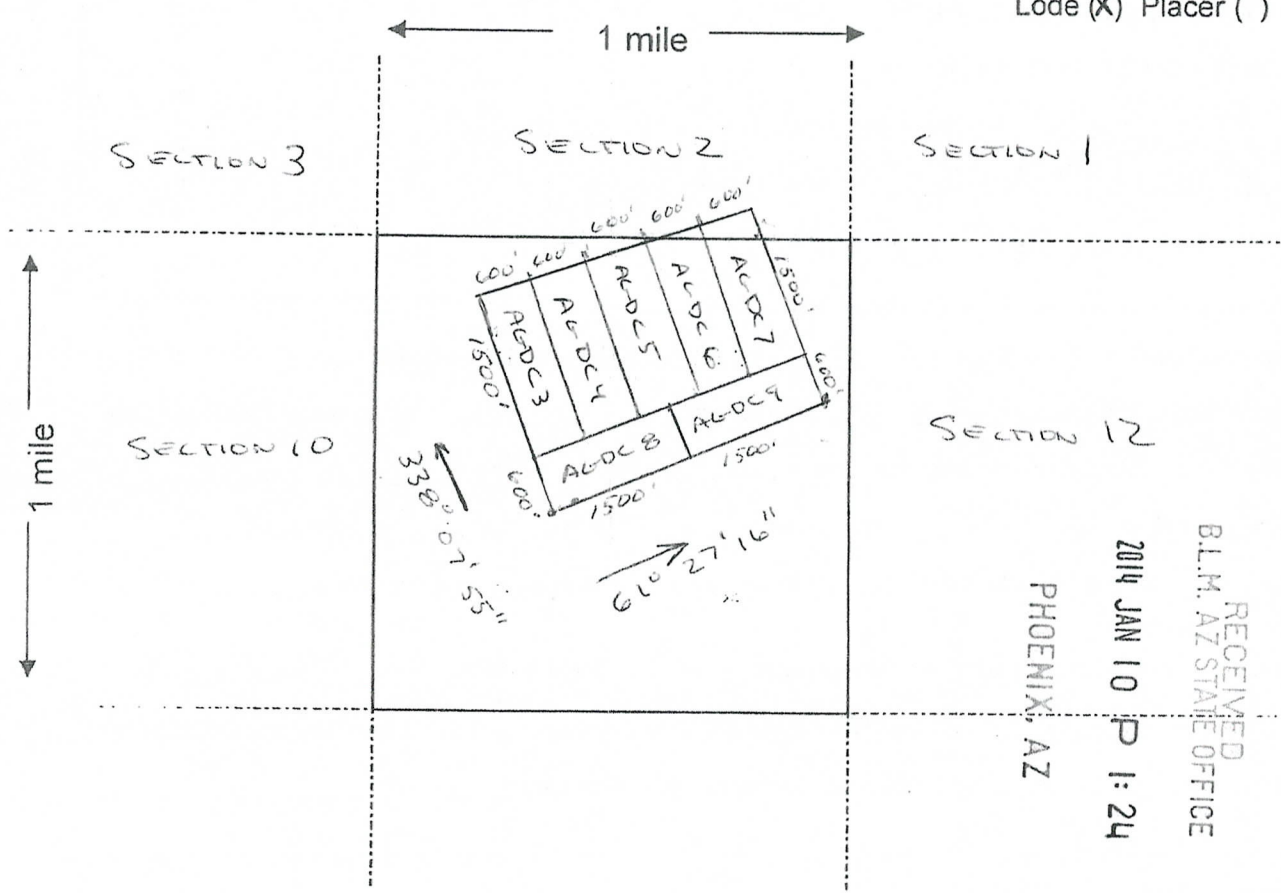 Lode (X) Placer ( )
1 mile
SECTION 3
SECTION 2
SECTION 1
600'
600'
600'
600'
600'
1500'
AGDC3
AGDC4
AGDC5
AGDC6
AGDC7
1500'
600'
AGDC8
AGDC9
600'
1500'
1500'
1 mile
SECTION 10
SECTION 12
338° 07' 55"
61° 27' 16"
RECEIVED
B.L.M. AZ STATE OFFICE
2014 JAN 10 P 1:24
PHOENIX, AZ